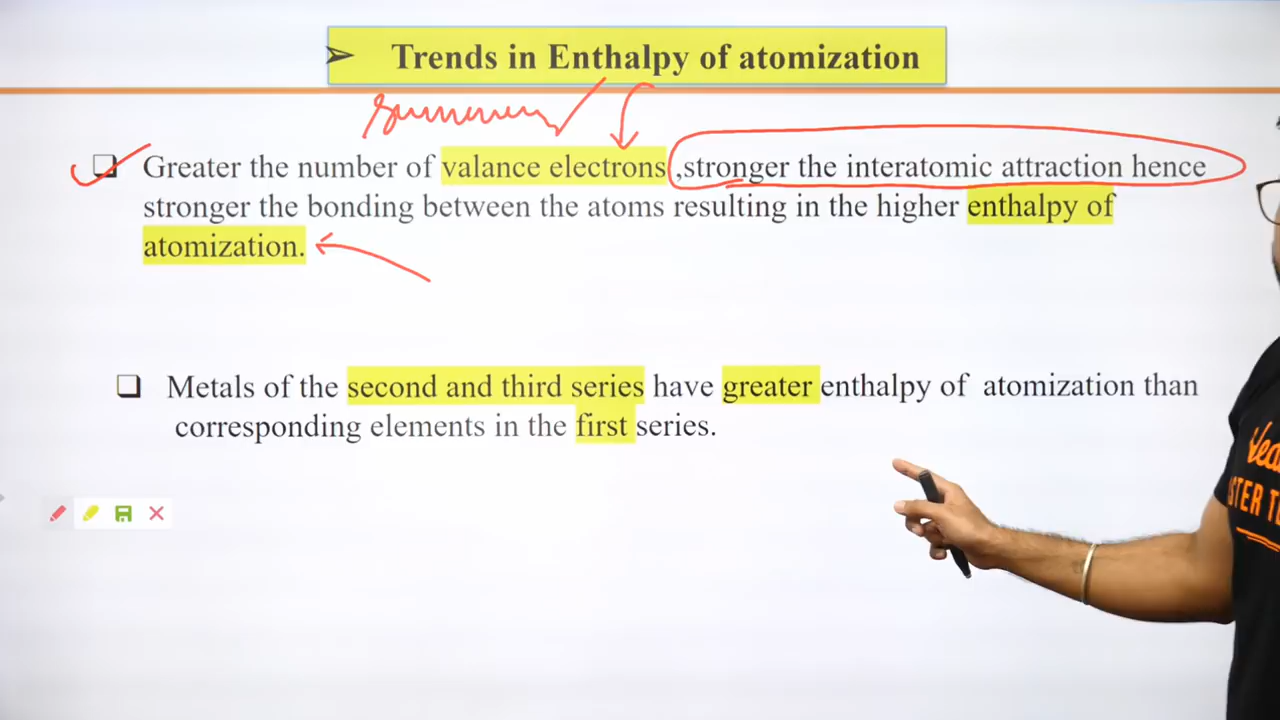 ➢ Trends in Enthalpy of atomization
❑ Greater the number of valance electrons ,stronger the interatomic attraction hence
stronger the bonding between the atoms resulting in the higher enthalpy of
atomization.
❑ Metals of the second and third series have greater enthalpy of atomization than
corresponding elements in the first series.